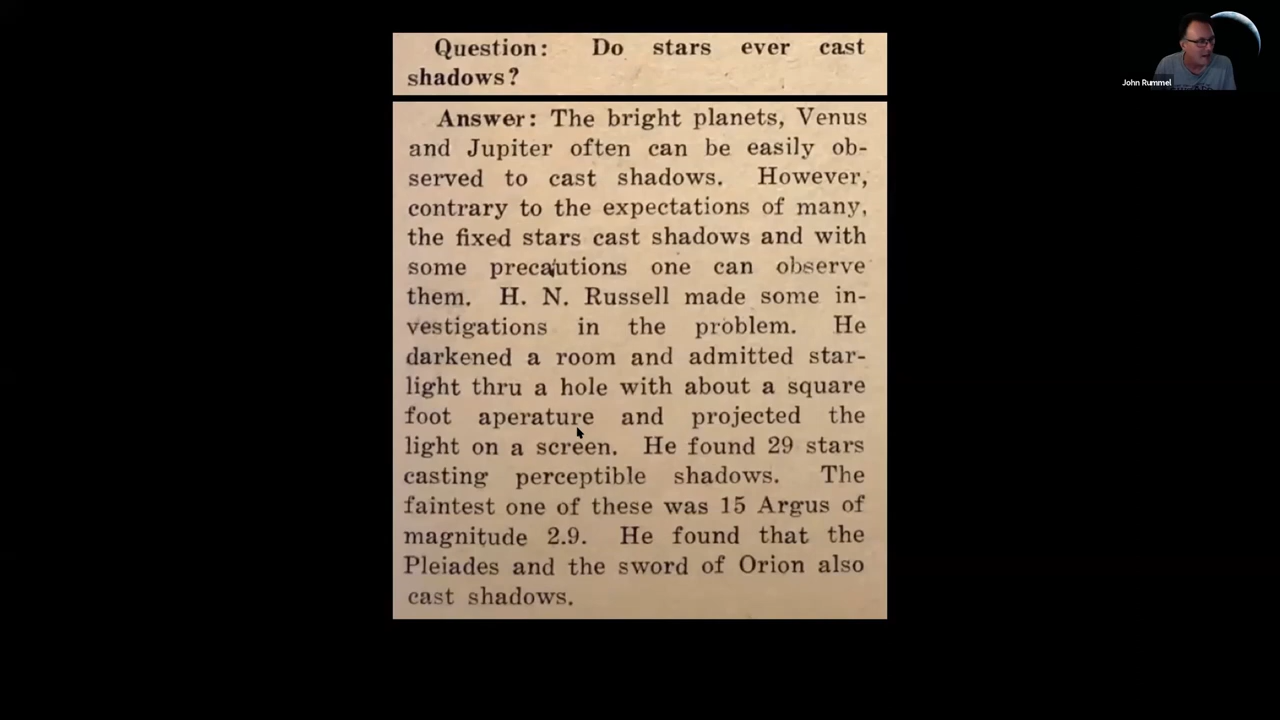 Question: Do stars ever cast
shadows?
Answer: The bright planets, Venus
and Jupiter often can be easily ob-
served to cast shadows. However,
contrary to the expectations of many,
the fixed stars cast shadows and with
some precautions one can observe
them. H. N. Russell made some in-
vestigations in the problem. He
darkened a room and admitted star-
light thru a hole with about a square
foot aperature and projected the
light on a screen. He found 29 stars
casting perceptible shadows. The
faintest one of these was 15 Argus of
magnitude 2.9. He found that the
Pleiades and the sword of Orion also
cast shadows.
John Rummel